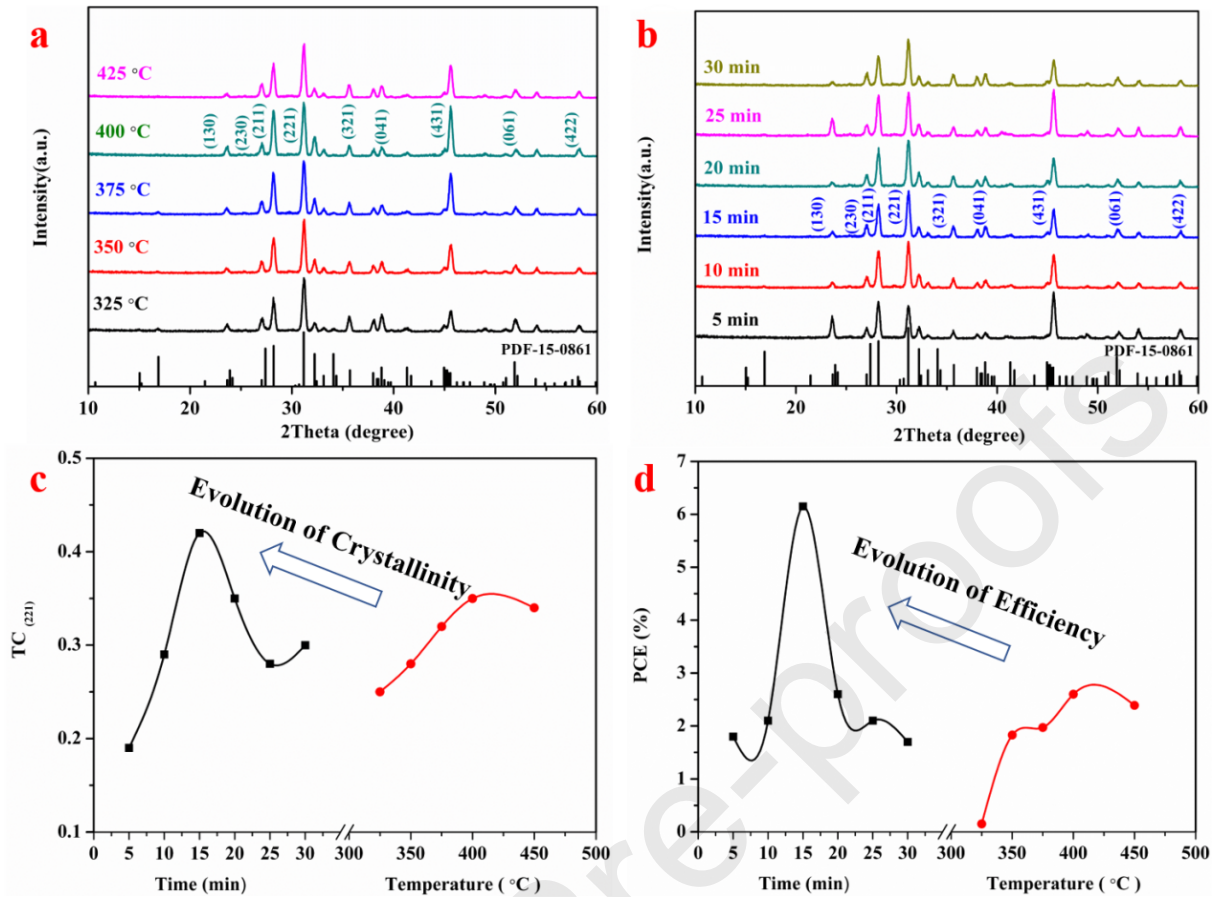 a
425 °C
400 °C
375 °C
350 °C
325 °C
(130)
(230)
(211)
(221)
(321)
(041)
(431)
(061)
(422)
PDF-15-0861
Intensity(a.u.)
10 20 30 40 50 60
2Theta (degree)
b
30 min
25 min
20 min
15 min
10 min
5 min
(130)
(230)
(211)
(221)
(321)
(041)
(431)
(061)
(422)
PDF-15-0861
Intensity(a.u.)
10 20 30 40 50 60
2Theta (degree)
c
Evolution of Crystallinity
TC (221)
0.5
0.4
0.3
0.2
0.1
0 5 10 15 20 25 30 300 350 400 450 500
Time (min)
Temperature ( °C)
d
Evolution of Efficiency
PCE (%)
7
6
5
4
3
2
1
0
0 5 10 15 20 25 30 300 350 400 450 500
Time (min)
Temperature ( °C)
re-proofs